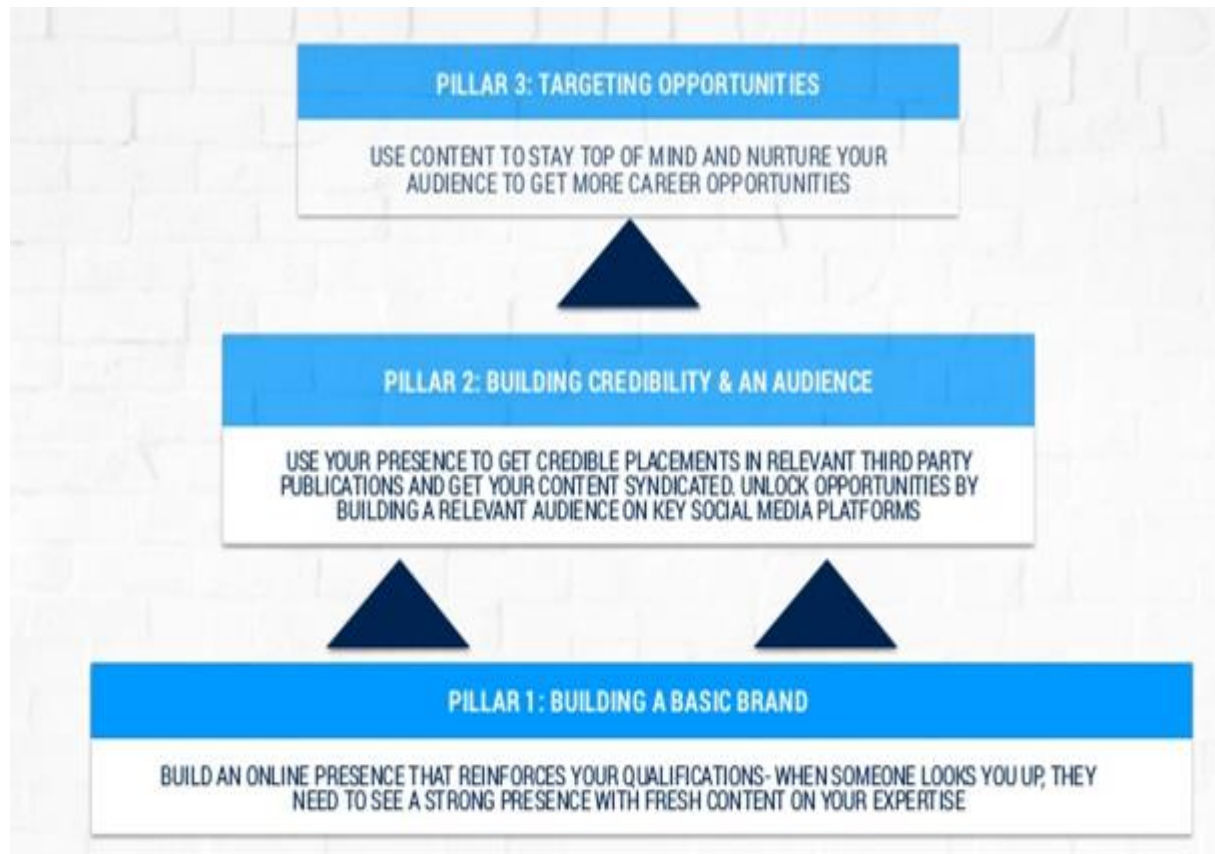 PILLAR 3: TARGETING OPPORTUNITIES
USE CONTENT TO STAY TOP OF MIND AND NURTURE YOUR
AUDIENCE TO GET MORE CAREER OPPORTUNITIES
PILLAR 2: BUILDING CREDIBILITY & AN AUDIENCE
USE YOUR PRESENCE TO GET CREDIBLE PLACEMENTS IN RELEVANT THIRD PARTY
PUBLICATIONS AND GET YOUR CONTENT SYNDICATED. UNLOCK OPPORTUNITIES BY
BUILDING A RELEVANT AUDIENCE ON KEY SOCIAL MEDIA PLATFORMS
PILLAR 1: BUILDING A BASIC BRAND
BUILD AN ONLINE PRESENCE THAT REINFORCES YOUR QUALIFICATIONS- WHEN SOMEONE LOOKS YOU UP, THEY
NEED TO SEE A STRONG PRESENCE WITH FRESH CONTENT ON YOUR EXPERTISE